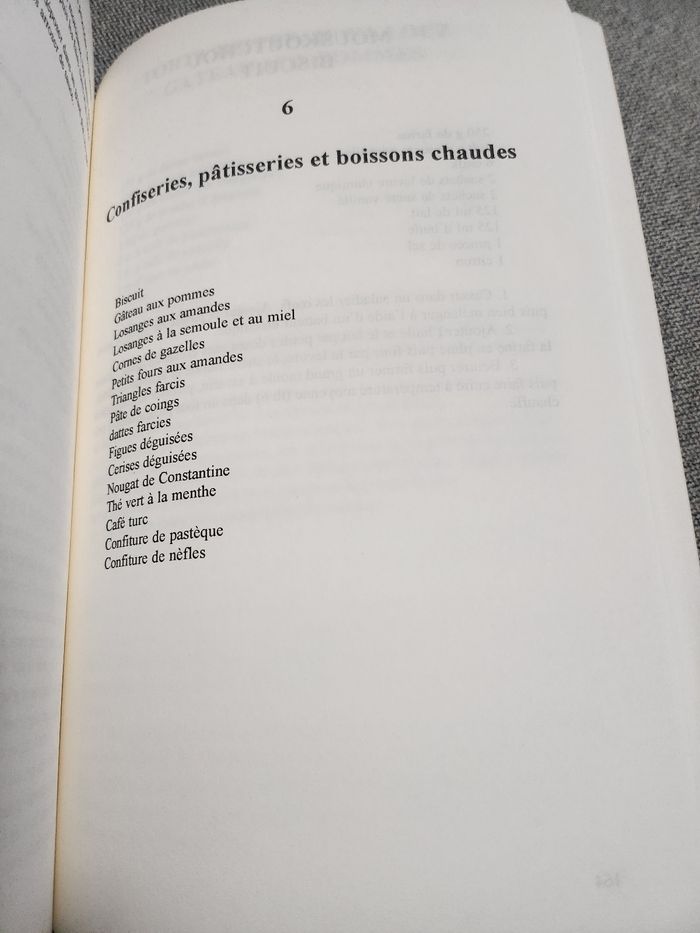 6
Confiseries, pâtisseries et boissons chaudes
Biscuit
Gâteau aux pommes
Losanges aux amandes
Losanges à la semoule et au miel
Cornes de gazelles
Petits fours aux amandes
Triangles farcis
Pâte de coings
dattes farcies
Figues déguisées
Cerises déguisées
Nougat de Constantine
Thé vert à la menthe
Café turc
Confiture de pastèque
Confiture de nèfles